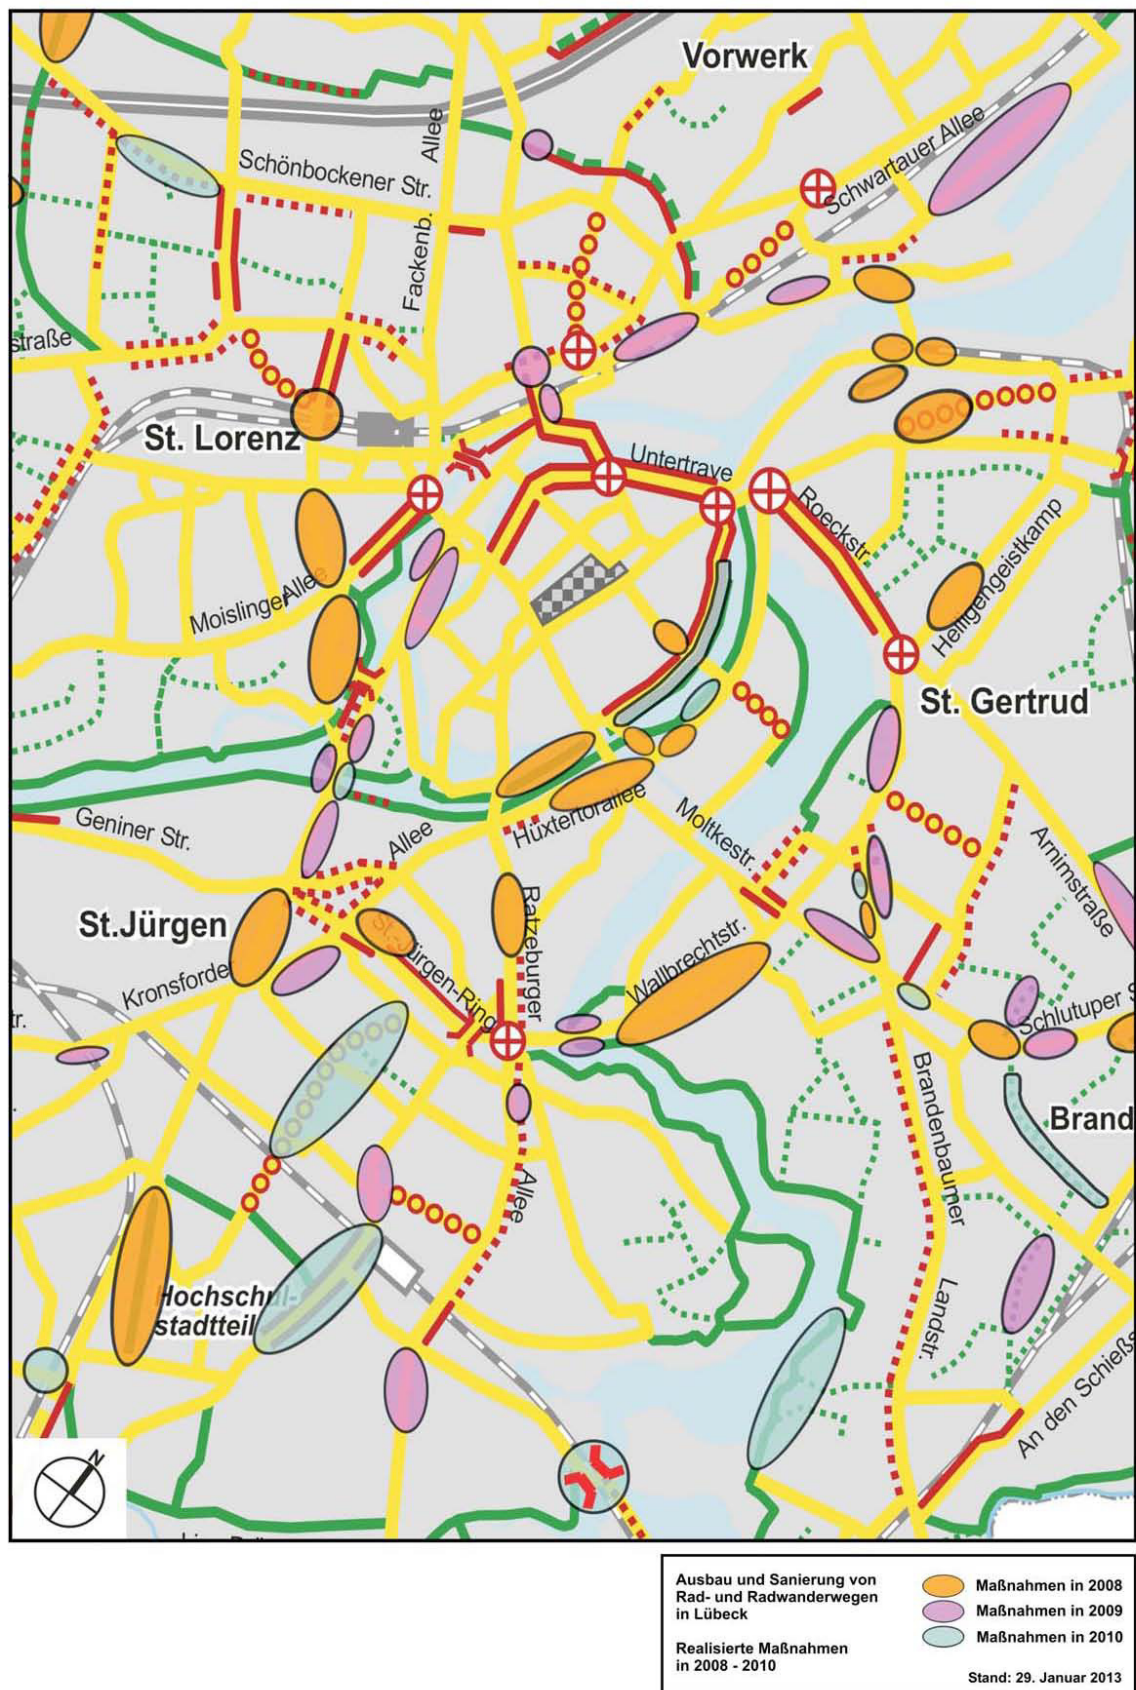 Vorwerk
Allee
Schwartauer Allee
Schönbockener Str.
Fackenb.
straße
St. Lorenz
Untertrave
Roeckstr.
Heiligengeistkamp
Moislinger Allee
St. Gertrud
Geniner Str.
Allee
Hüxtertorallee
Moltkestr.
Arnimstraße
St.Jürgen
St.-Jürgen-Ring
Ratzeburger
Wallbrechtstr.
Kronsforde
tr.
Schlutuper S
Brandenbaumer
Brand
Allee
Hochschul-
stadtteil
Landstr.
An den Schieß
N
Ausbau und Sanierung von
Rad- und Radwanderwegen
in Lübeck
Realisierte Maßnahmen
in 2008 - 2010
Maßnahmen in 2008
Maßnahmen in 2009
Maßnahmen in 2010
Stand: 29. Januar 2013